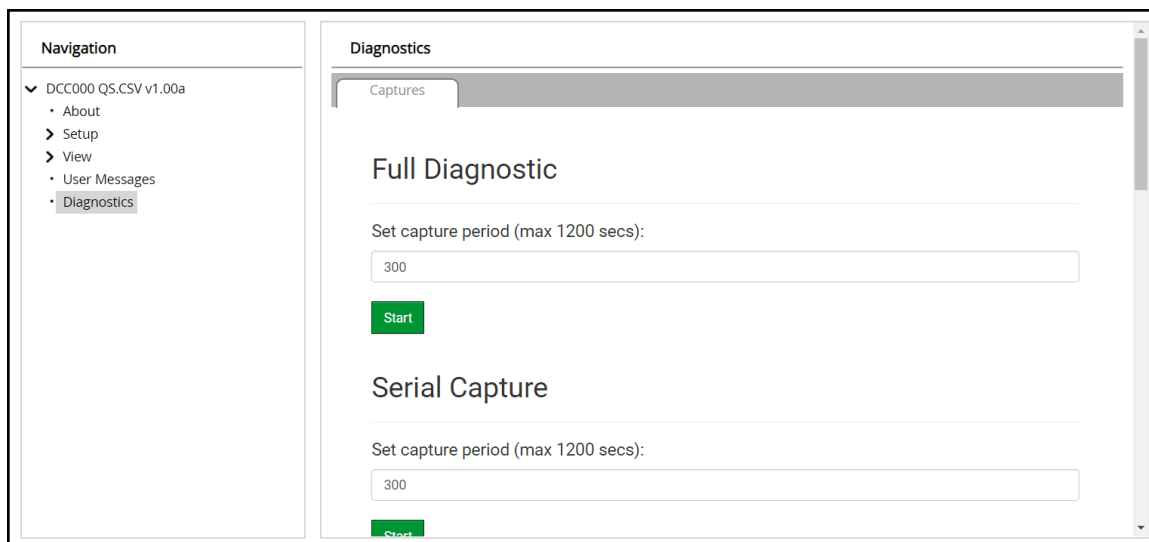 Navigation
DCC000 QS.CSV v1.00a
About
Setup
View
User Messages
Diagnostics
Diagnostics
Captures
Full Diagnostic
Set capture period (max 1200 secs):
300
Start
Serial Capture
Set capture period (max 1200 secs):
300
Start